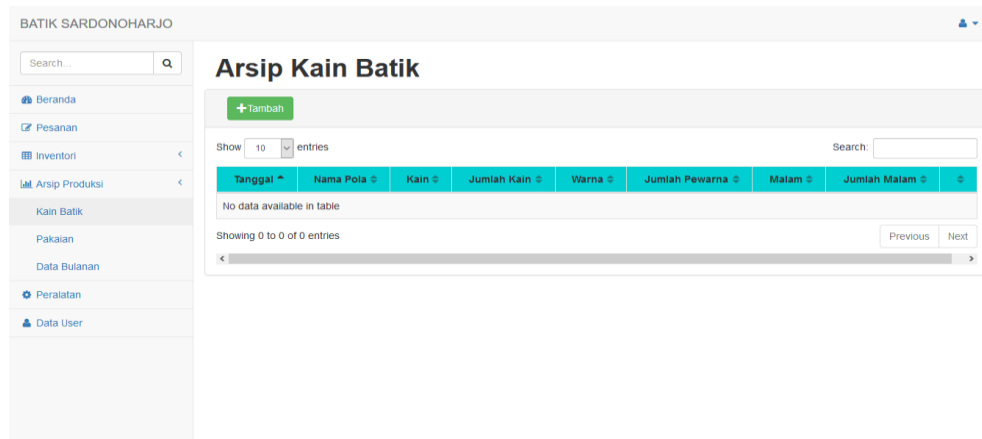 BATIK SARDONOHARJO
Search...
Arsip Kain Batik
Beranda
Tambah
Pesanan
Inventori
Show 10 entries Search:
Arsip Produksi
Tanggal Nama Pola Kain Jumlah Kain Warna Jumlah Pewarna Malam Jumlah Malam
Kain Batik
No data available in table
Pakaian
Showing 0 to 0 of 0 entries Previous Next
Data Bulanan
Peralatan
Data User